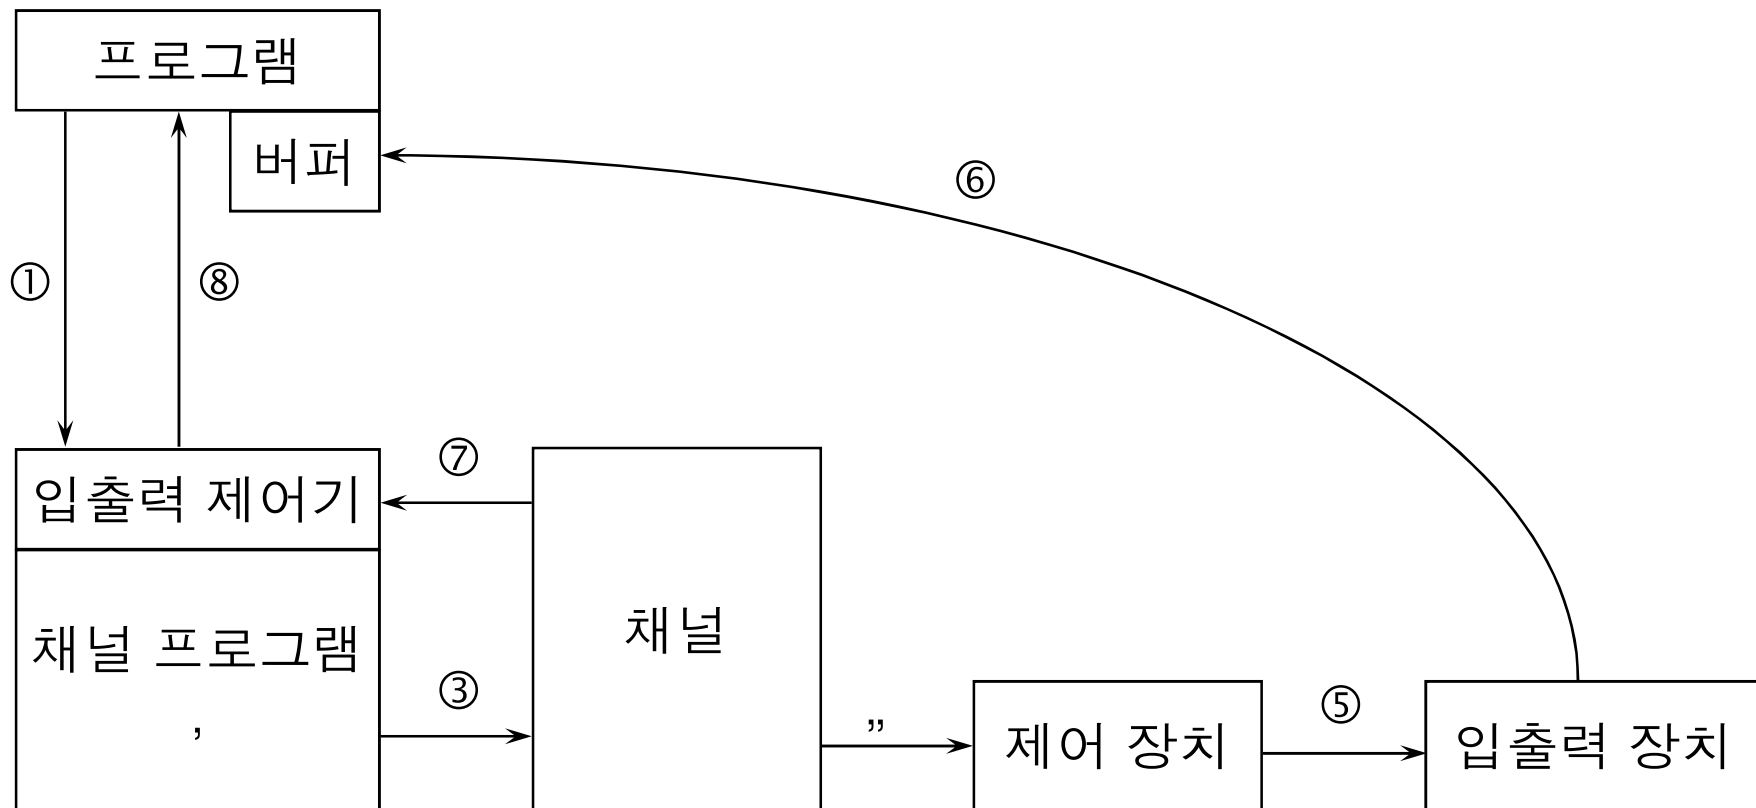 프로그램
버퍼
⑥
①
⑧
입출력 제어기
⑦
채널 프로그램
,
③
채널
”
제어 장치
⑤
입출력 장치